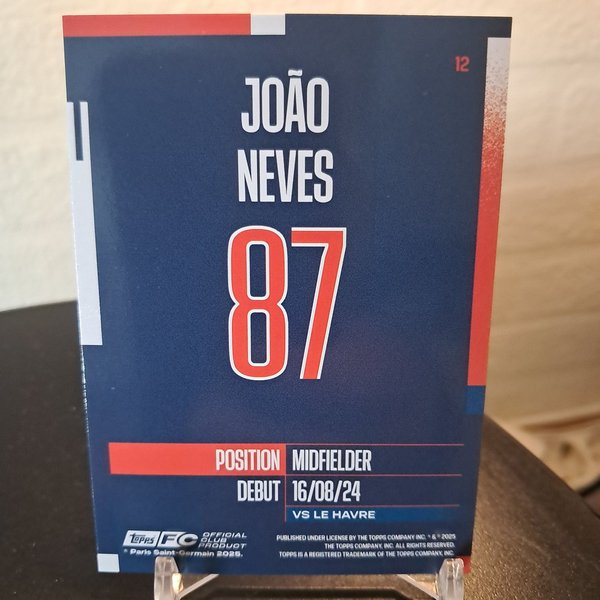 12
JOÃO
NEVES
87
POSITION MIDFIELDER
DEBUT 16/08/24
VS LE HAVRE
TOPPS FC OFFICIAL CLUB PRODUCT
® Paris Saint-Germain 2025.
PUBLISHED UNDER LICENSE BY THE TOPPS COMPANY INC. ® & © 2025
THE TOPPS COMPANY, INC. ALL RIGHTS RESERVED.
TOPPS IS A REGISTERED TRADEMARK OF THE TOPPS COMPANY, INC.